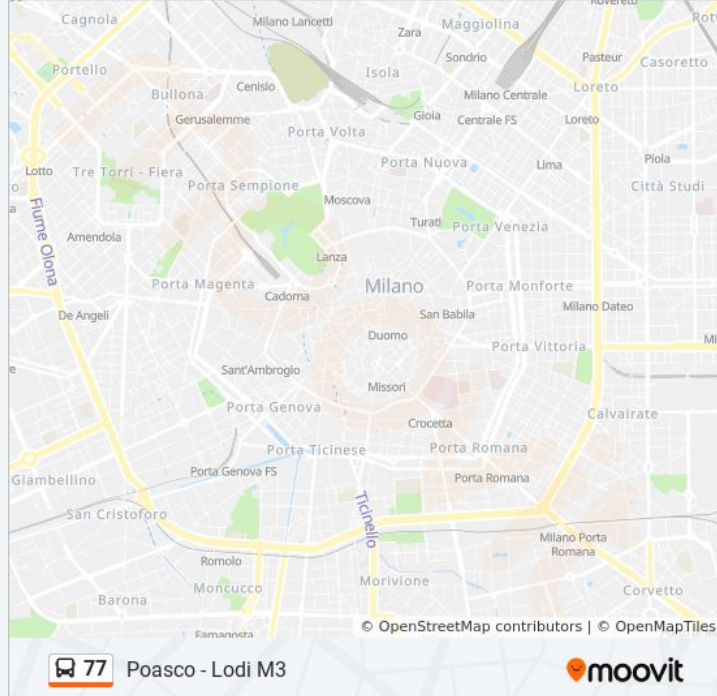 Cagnola
Milano Lancetti
Zara
Maggiolina
Rovereto
Portello
Isola
Sondrio
Pasteur
Casoretto
Bullona
Cenisio
Milano Centrale
Loreto
Gerusalemme
Porta Volta
Gioia
Centrale FS
Loreto
Lotto
Tre Torri - Fiera
Porta Nuova
Lima
Piola
Porta Sempione
Città Studi
Moscova
Fiume Olona
Amendola
Turati
Porta Venezia
Lanza
Porta Magenta
Cadorna
Milano
Porta Monforte
De Angeli
San Babila
Milano Dateo
Duomo
Porta Vittoria
Sant'Ambrogio
Missori
Porta Genova
Crocetta
Calvairate
Porta Ticinese
Porta Romana
Giambellino
Porta Genova FS
Porta Romana
San Cristoforo
Ticinello
Milano Porta
Romana
Romolo
Moncucco
Morivione
Corvetto
Barona
Famagosta
© OpenStreetMap contributors | © OpenMapTiles
77 Poasco - Lodi M3
moovit